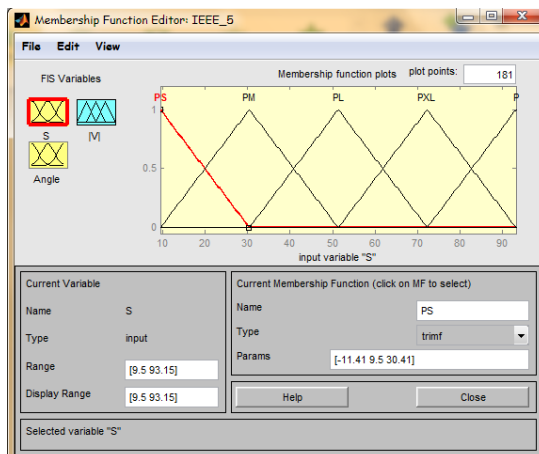 Membership Function Editor: IEEE_5
File Edit View
FIS Variables
Membership function plots plot points: 181
S
|V|
Angle
PS PM PL PXL P
1
0.5
0
10 20 30 40 50 60 70 80 90
input variable "S"
Current Variable
Name S
Type input
Range [9.5 93.15]
Display Range [9.5 93.15]
Current Membership Function (click on MF to select)
Name PS
Type trimf
Params [-11.41 9.5 30.41]
Help Close
Selected variable "S"